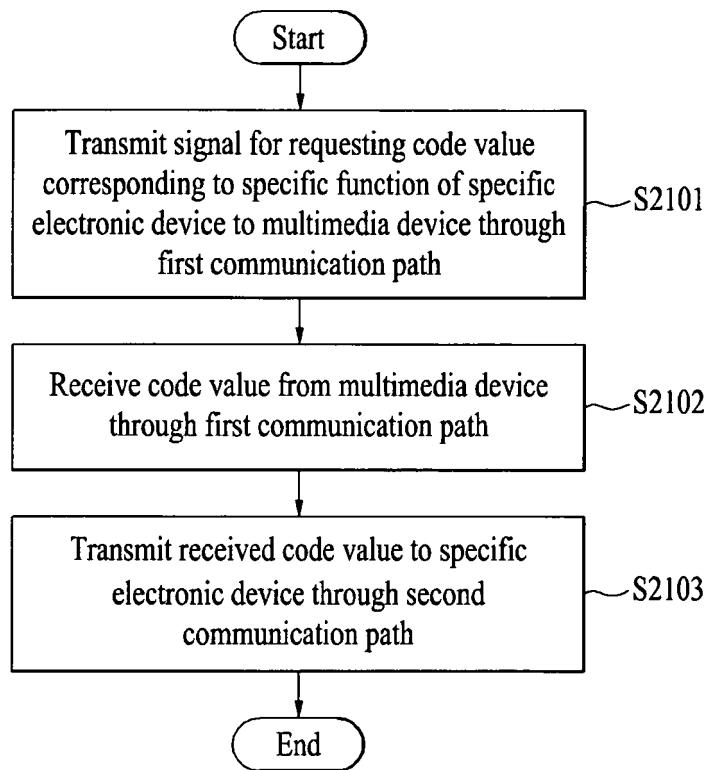 Start
Transmit signal for requesting code value
corresponding to specific function of specific
electronic device to multimedia device through
first communication path
S2101
Receive code value from multimedia device
through first communication path
S2102
Transmit received code value to specific
electronic device through second
communication path
S2103
End